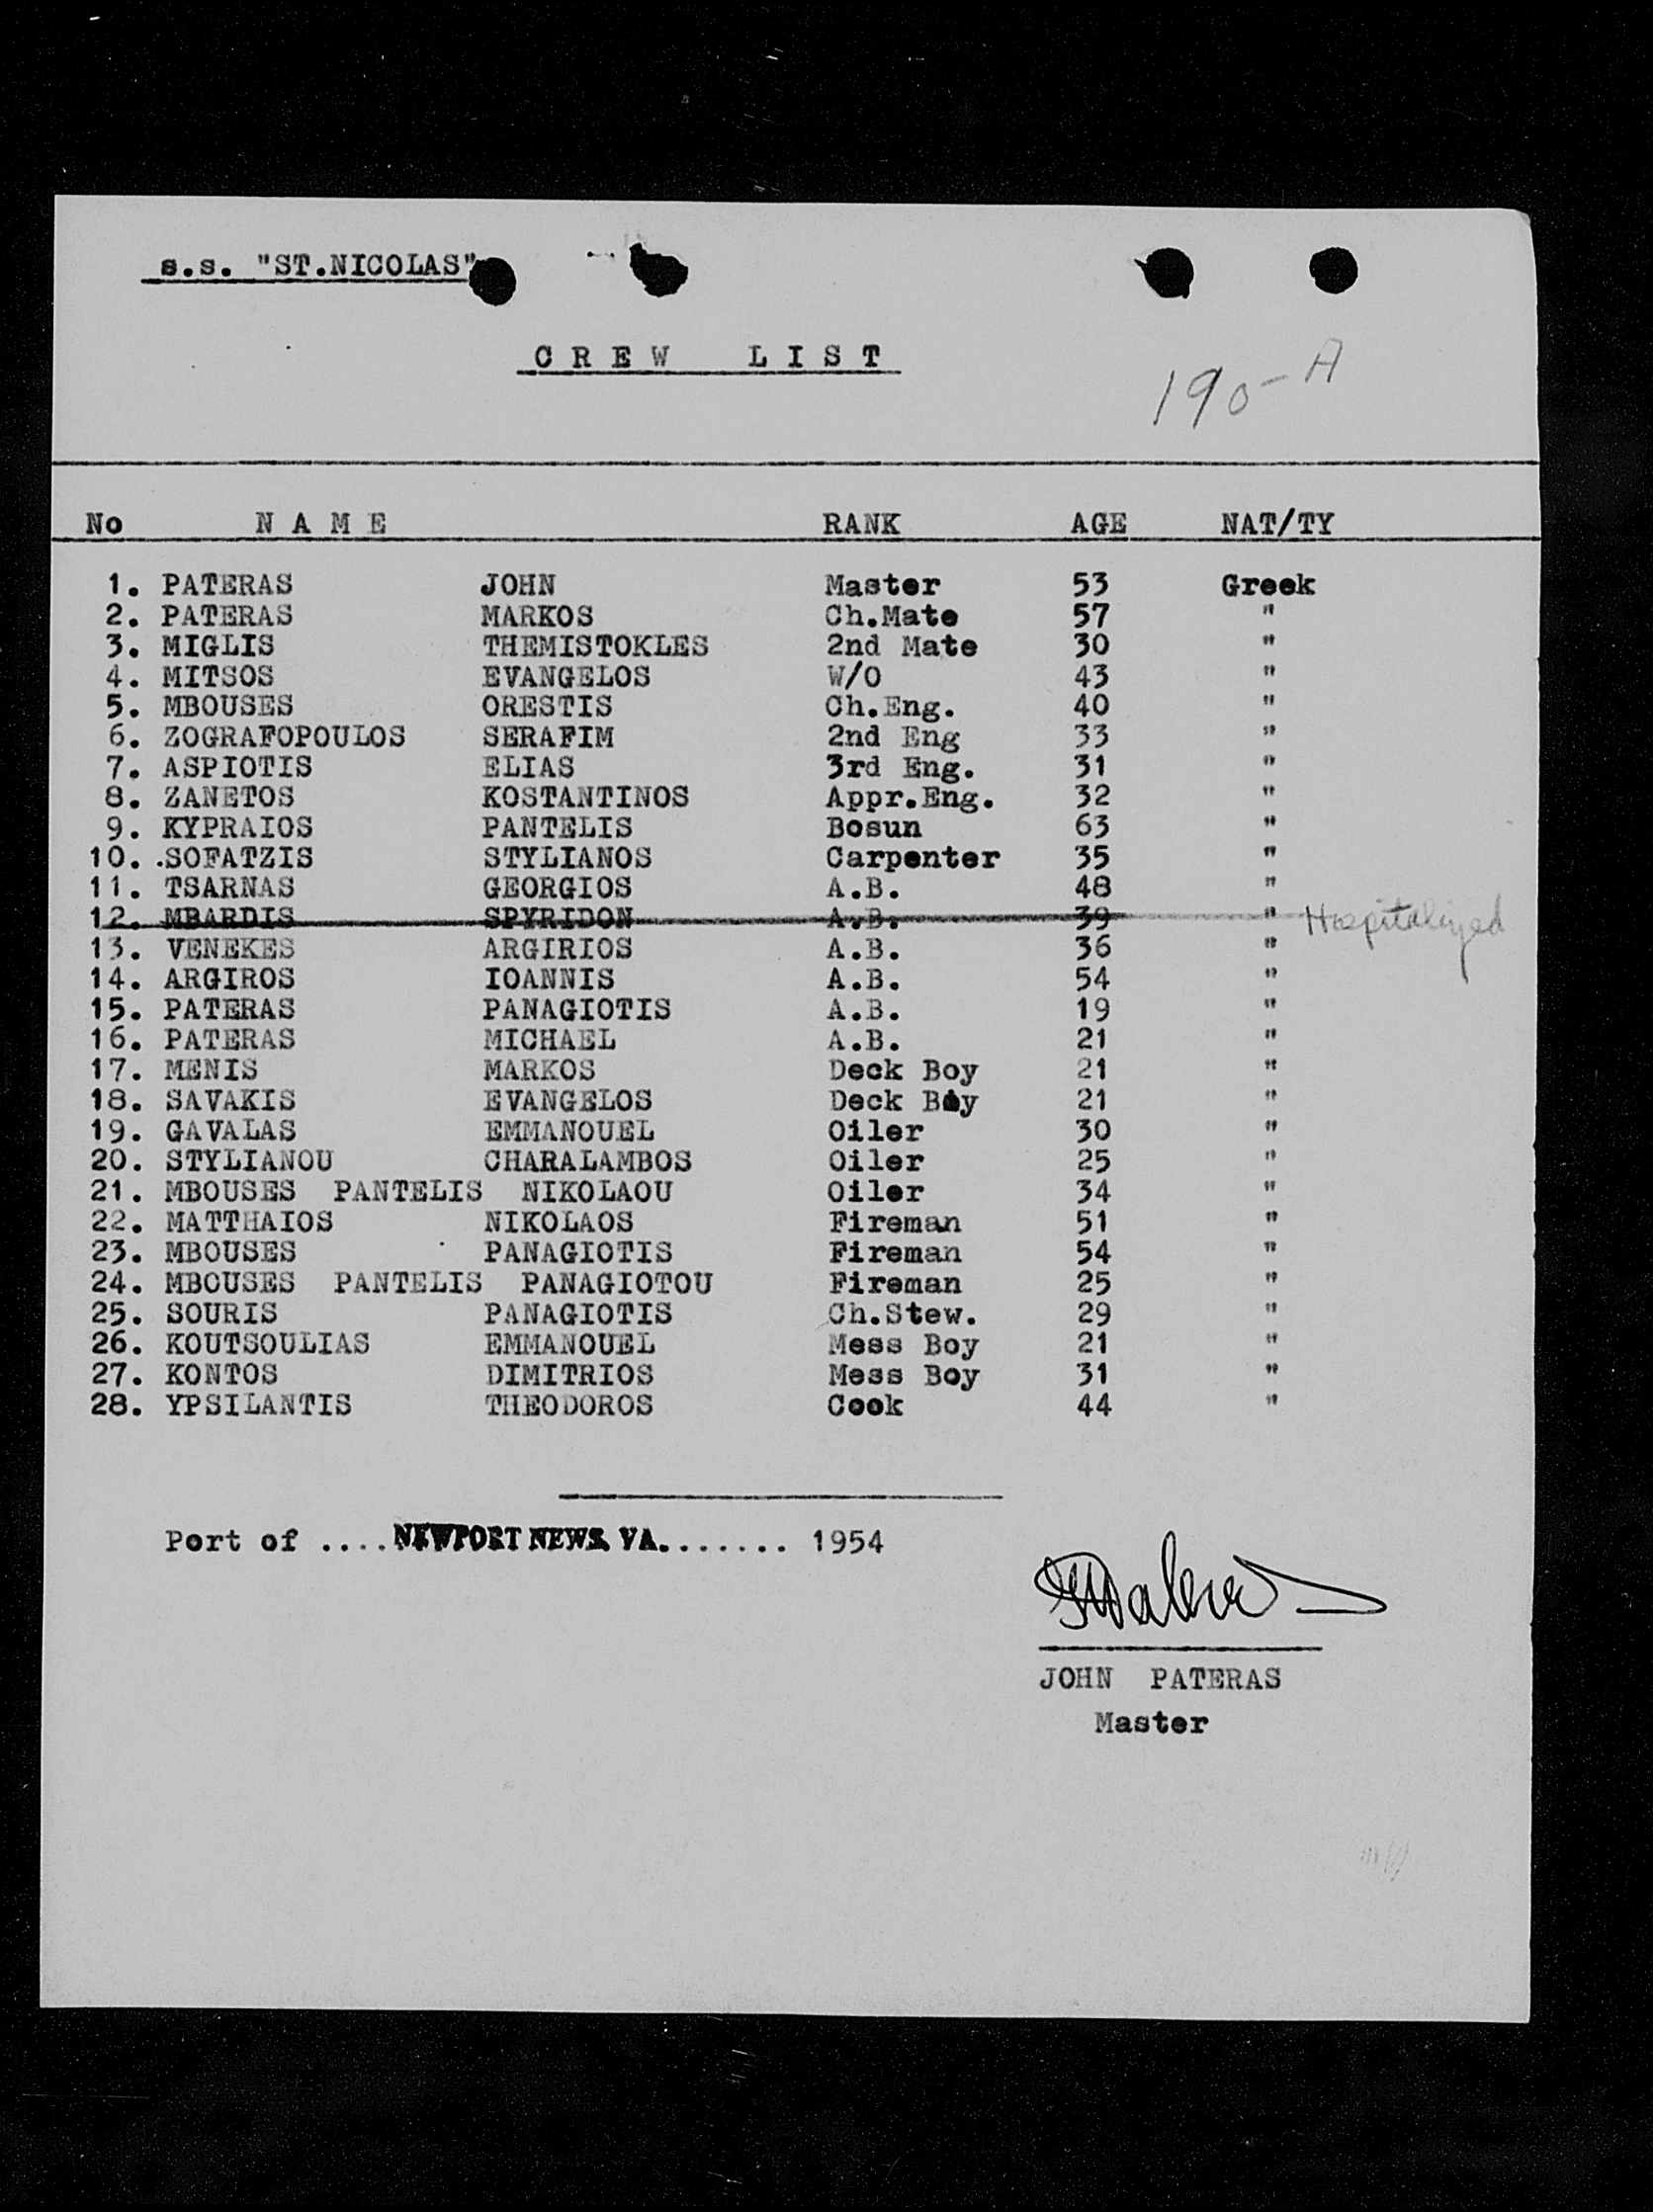 s.s. "ST.NICOLAS"
CREW LIST
190-A
No NAME RANK AGE NAT/TY
1. PATERAS JOHN Master 53 Greek
2. PATERAS MARKOS Ch.Mate 57 "
3. MIGLIS THEMISTOKLES 2nd Mate 30 "
4. MITSOS EVANGELOS W/O 43 "
5. MBOUSES ORESTIS Ch.Eng. 40 "
6. ZOGRAFOPOULOS SERAFIM 2nd Eng 33 "
7. ASPIOTIS ELIAS 3rd Eng. 31 "
8. ZANETOS KOSTANTINOS Appr.Eng. 32 "
9. KYPRAIOS PANTELIS Bosun 63 "
10. .SOFATZIS STYLIANOS Carpenter 35 "
11. TSARNAS GEORGIOS A.B. 48 "
12. MBARDIS SPYRIDON A.B. 39 " Hospitalized
13. VENEKES ARGIRIOS A.B. 36 "
14. ARGIROS IOANNIS A.B. 54 "
15. PATERAS PANAGIOTIS A.B. 19 "
16. PATERAS MICHAEL A.B. 21 "
17. MENIS MARKOS Deck Boy 21 "
18. SAVAKIS EVANGELOS Deck Boy 21 "
19. GAVALAS EMMANOUEL Oiler 30 "
20. STYLIANOU CHARALAMBOS Oiler 25 "
21. MBOUSES PANTELIS NIKOLAOU Oiler 34 "
22. MATTHAIOS NIKOLAOS Fireman 51 "
23. MBOUSES PANAGIOTIS Fireman 54 "
24. MBOUSES PANTELIS PANAGIOTOU Fireman 25 "
25. SOURIS PANAGIOTIS Ch.Stew. 29 "
26. KOUTSOULIAS EMMANOUEL Mess Boy 21 "
27. KONTOS DIMITRIOS Mess Boy 31 "
28. YPSILANTIS THEODOROS Cook 44 "
Port of ....NEWPORT NEWS, VA....... 1954
JOHN PATERAS
Master